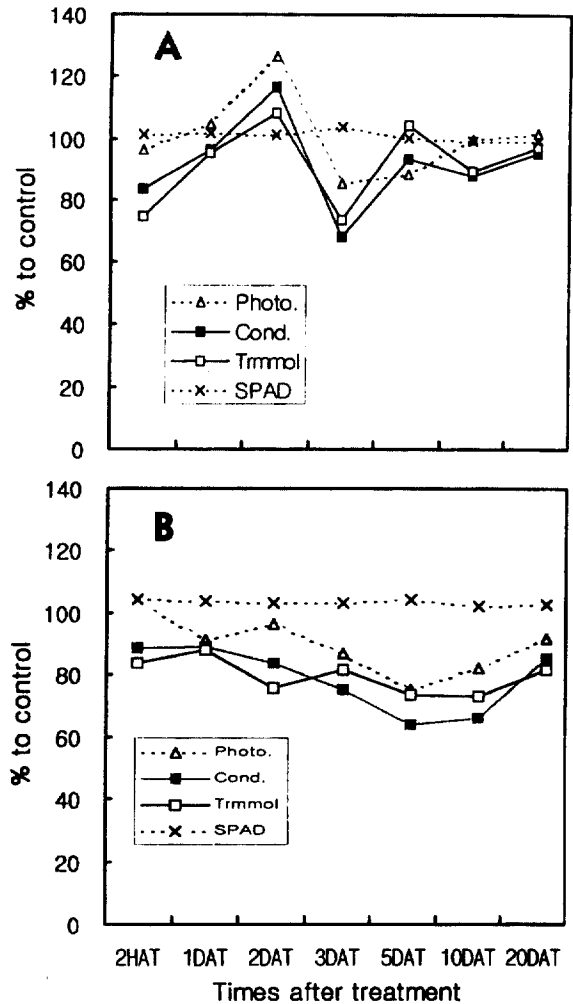 140
120
100
80
60
40
20
0
% to control
A
Photo.
Cond.
Trmmol
SPAD
140
120
100
80
60
40
20
0
% to control
B
Photo.
Cond.
Trmmol
SPAD
2HAT 1DAT 2DAT 3DAT 5DAT 10DAT 20DAT
Times after treatment